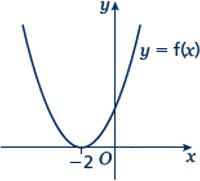 y
y = f(x)
−2 O x